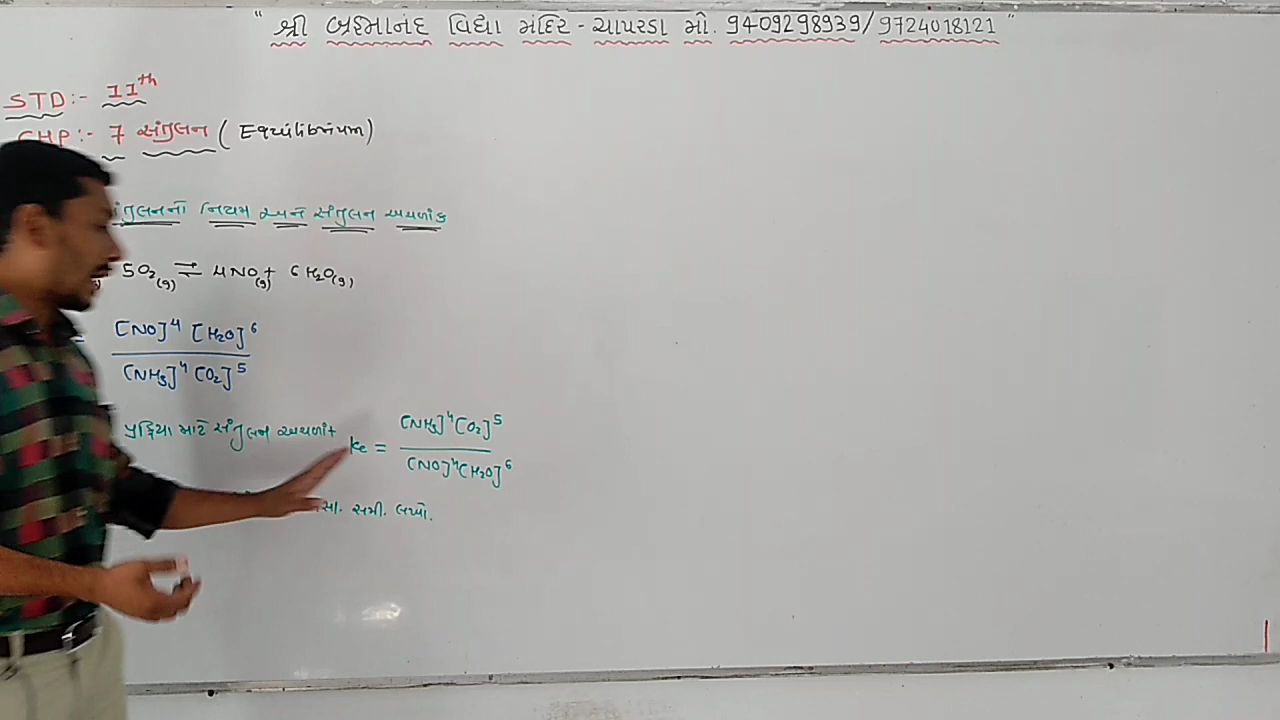 " શ્રી બ્રહ્માનંદ વિદ્યા મંદિર - ચાપરડા મો. 9409298939/9724018121 "
STD:- 11th
CHP:- 7 સંતુલન ( Equilibrium )
સંતુલનનો નિયમ અને સંતુલન અચળાંક
5O2(g) ⇌ 4NO(g) + 6H2O(g)
= [NO]^4 [H2O]^6 / [NH3]^4 [O2]^5
પ્રક્રિયા માટે સંતુલન અચળાંક Kc = [NH3]^4 [O2]^5 / [NO]^4 [H2O]^6
સા. સમી. લખો.